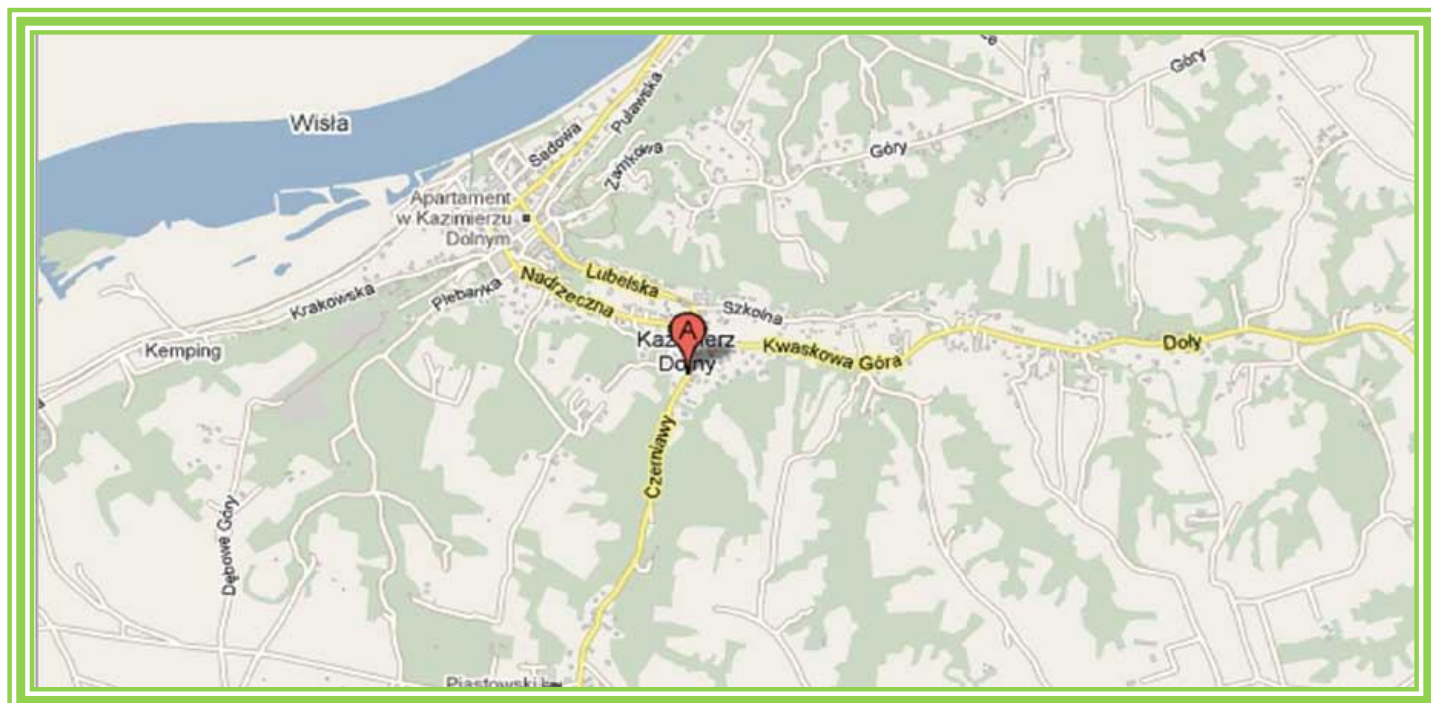 Góry
Wisła
Puławska
Sadowa
Zamkowa
Góry
Apartament
w Kazimierzu
Dolnym
Lubelska
Nadrzeczna
Plebanka
Krakowska
Szkolna
A
Kazimierz
Dolny
Kwaskowa Góra
Doły
Kemping
Czerniawy
Dębowe Góry
Piastowski